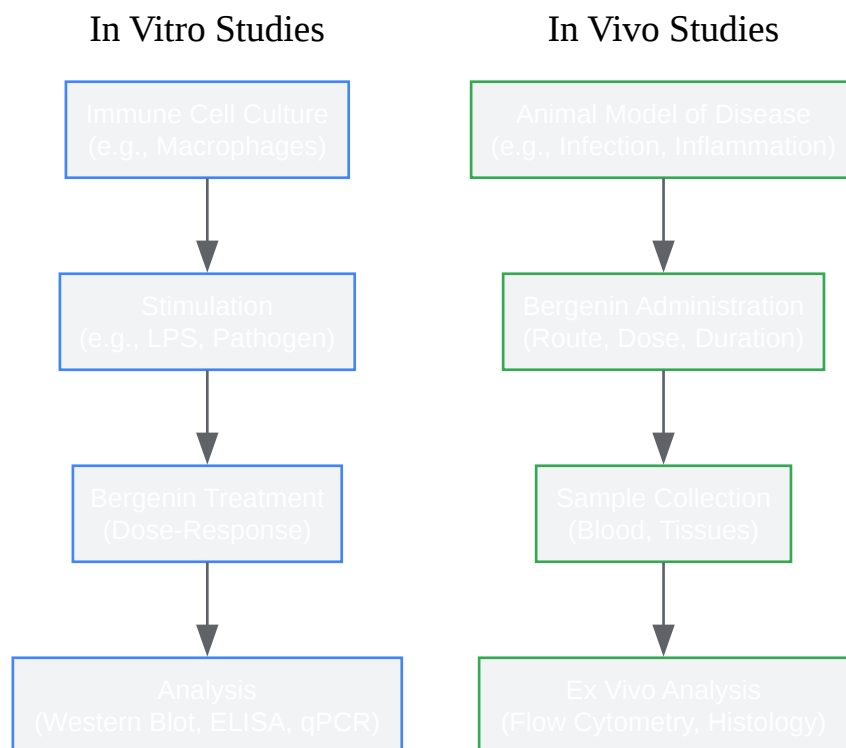 In Vitro Studies
Immune Cell Culture
(e.g., Macrophages)
Stimulation
(e.g., LPS, Pathogen)
Bergenin Treatment
(Dose-Response)
Analysis
(Western Blot, ELISA, qPCR)
In Vivo Studies
Animal Model of Disease
(e.g., Infection, Inflammation)
Bergenin Administration
(Route, Dose, Duration)
Sample Collection
(Blood, Tissues)
Ex Vivo Analysis
(Flow Cytometry, Histology)